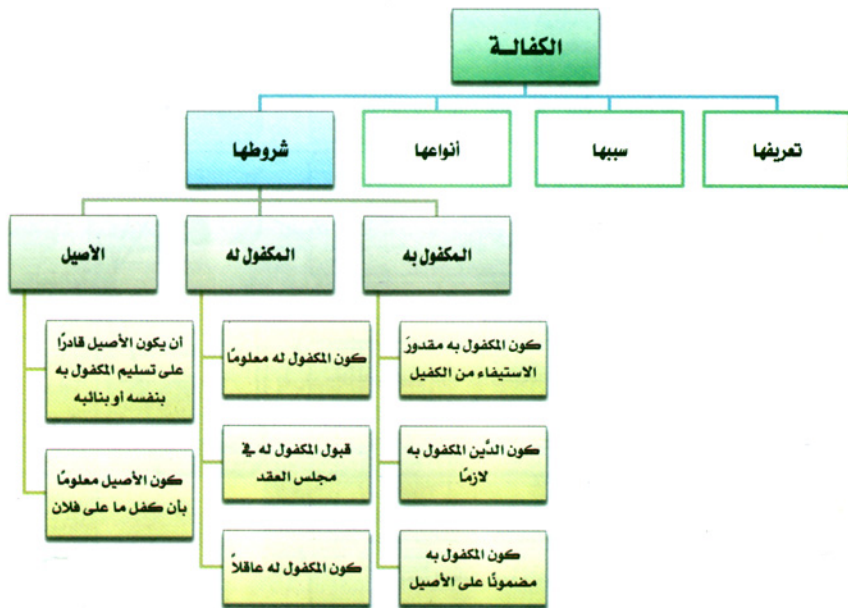 الكفالــة
تعريفها
سببها
أنواعها
شروطها
المكفول به
المكفول له
الأصيل
كون المكفول به مقدورَ
الاستيفاء من الكفيل
كون الدَّين المكفول به
لازمًا
كون المكفول به
مضمونًا على الأصيل
كون المكفول له معلومًا
قبول المكفول له في
مجلس العقد
كون المكفول له عاقلاً
أن يكون الأصيل قادرًا
على تسليم المكفول به
بنفسه أو بنائبه
كون الأصيل معلومًا
بأن كفل ما على فلان